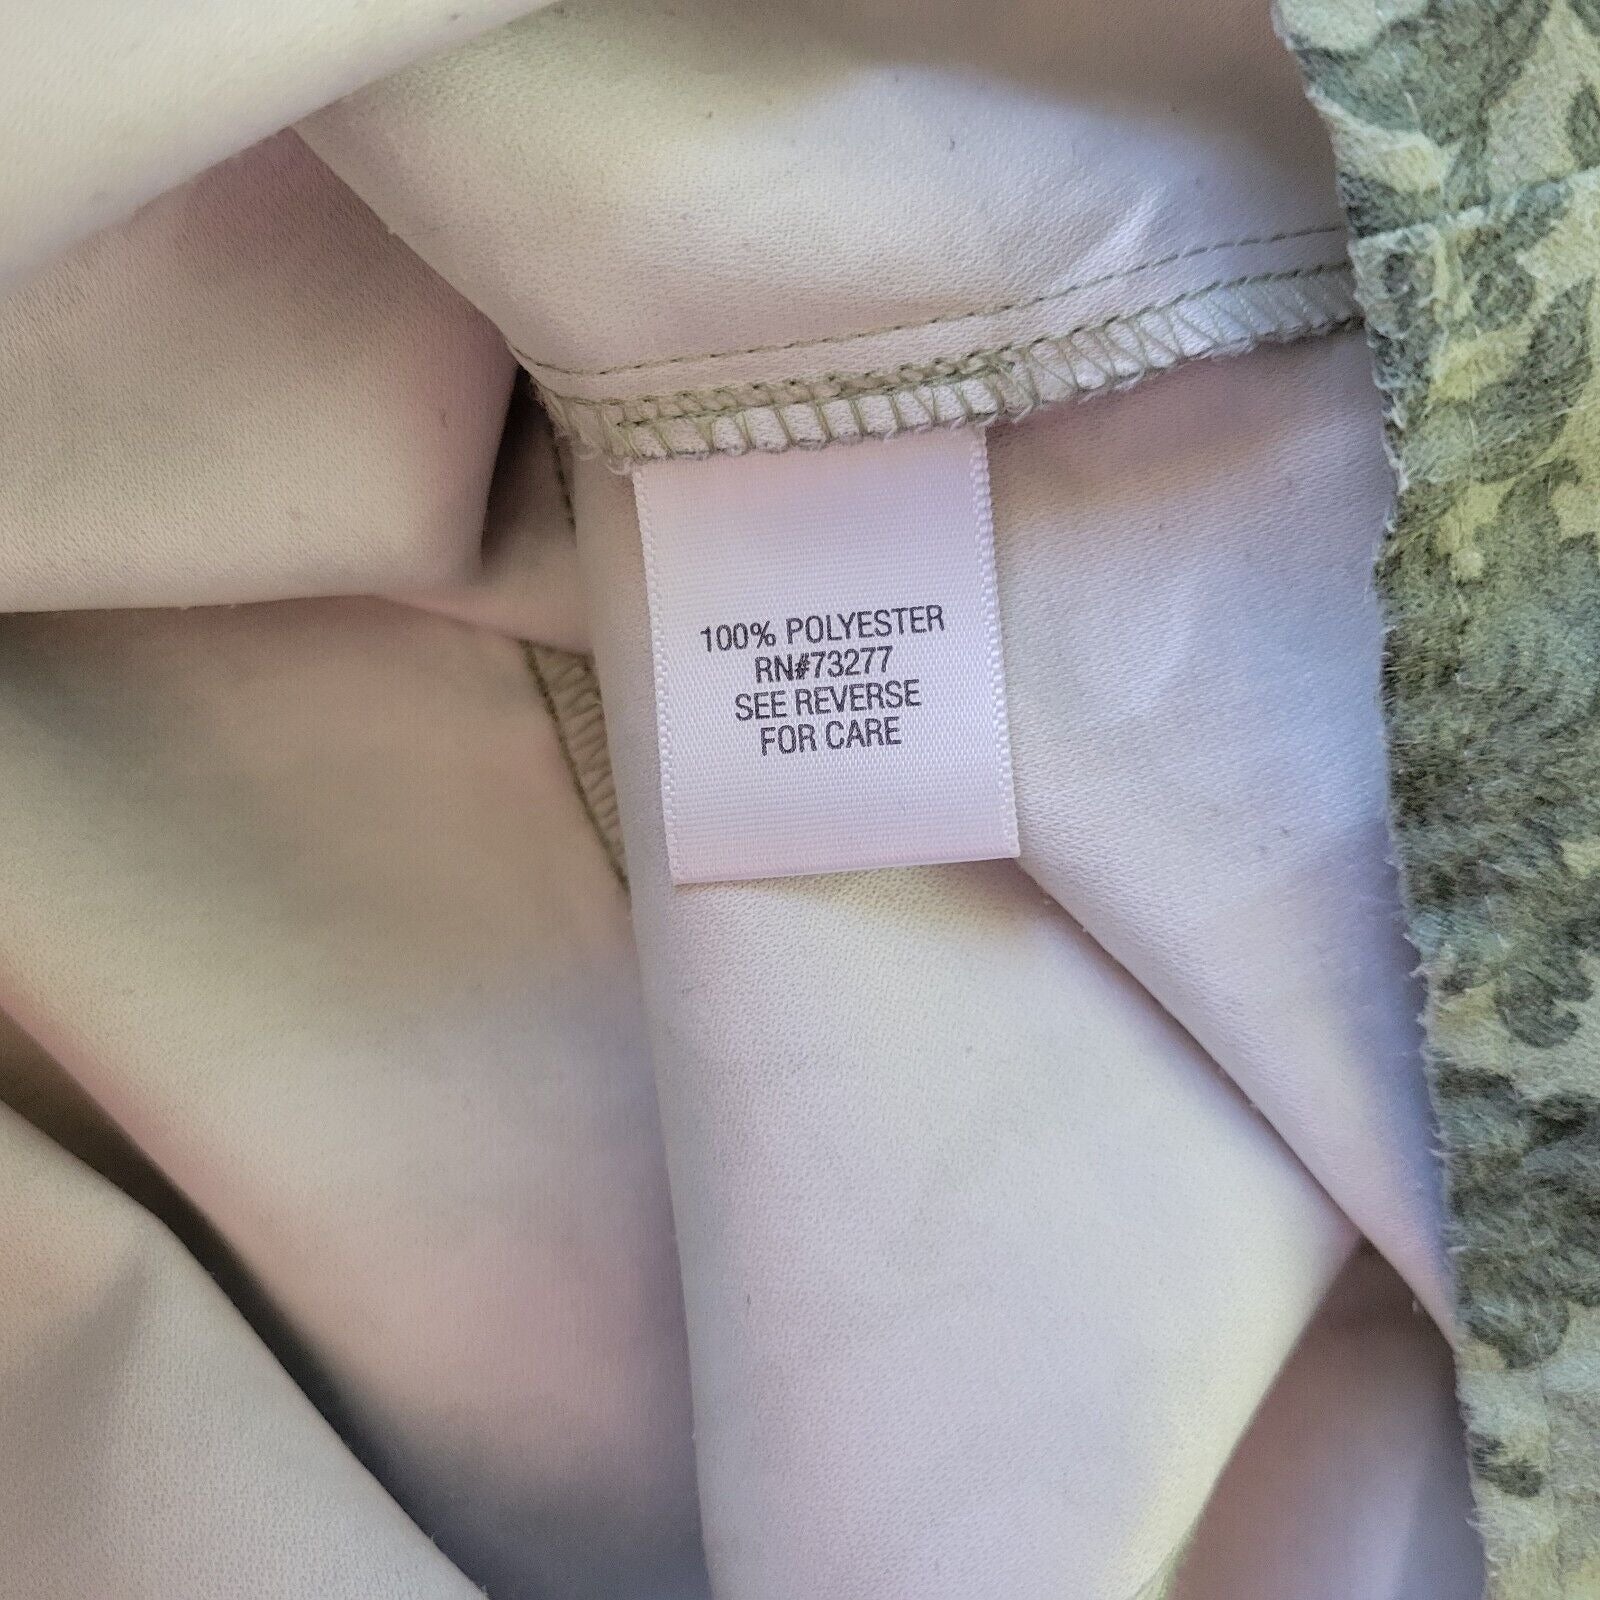 100% POLYESTER
RN#73277
SEE REVERSE
FOR CARE